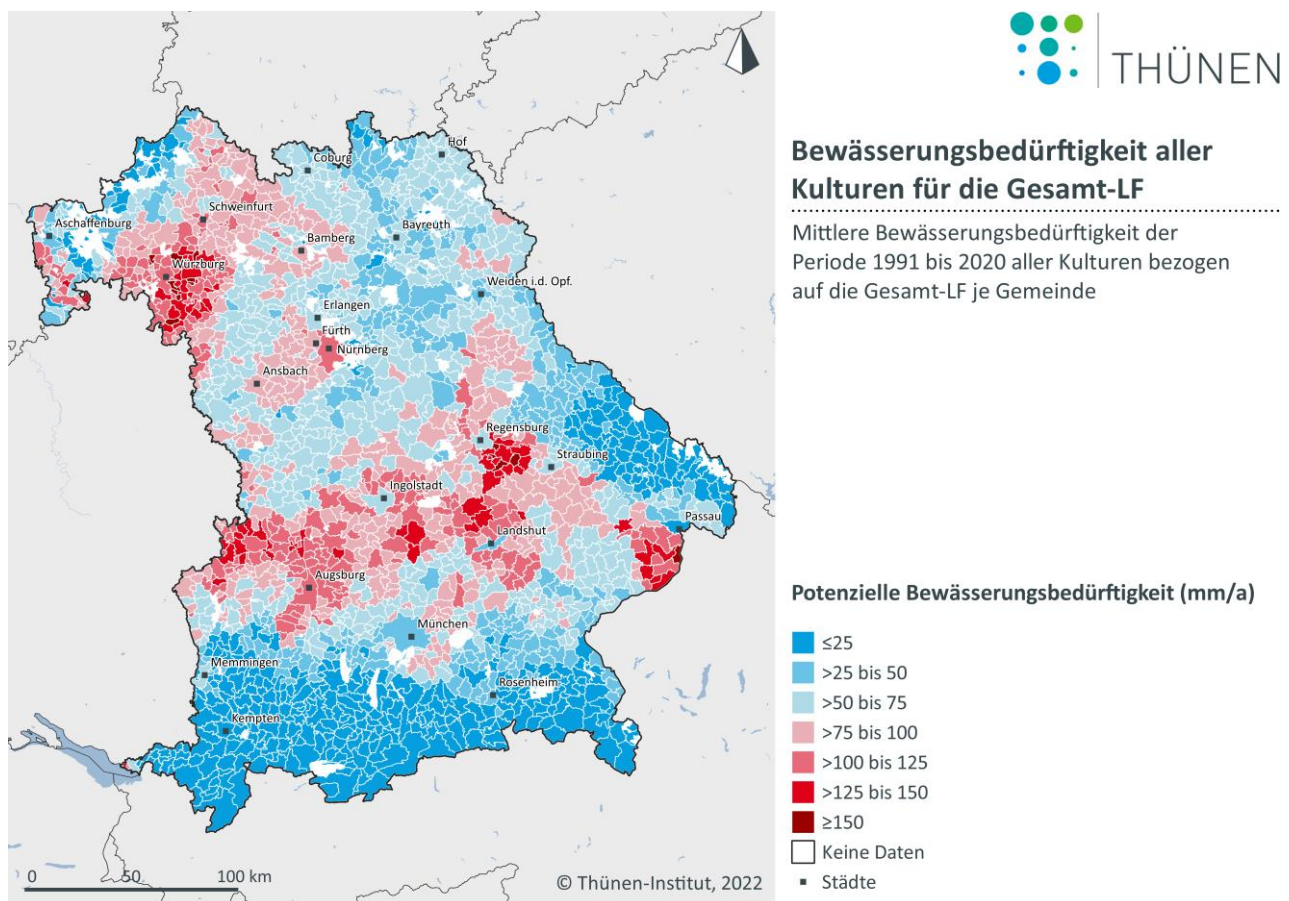 THÜNEN
Bewässerungsbedürftigkeit aller
Kulturen für die Gesamt-LF
Mittlere Bewässerungsbedürftigkeit der
Periode 1991 bis 2020 aller Kulturen bezogen
auf die Gesamt-LF je Gemeinde
Hof
Coburg
Schweinfurt
Aschaffenburg
Bayreuth
Bamberg
Würzburg
Weiden i.d. Opf.
Erlangen
Fürth
Nürnberg
Ansbach
Regensburg
Straubing
Ingolstadt
Passau
Landshut
Augsburg
München
Memmingen
Rosenheim
Kempten
Potenzielle Bewässerungsbedürftigkeit (mm/a)
≤25
>25 bis 50
>50 bis 75
>75 bis 100
>100 bis 125
>125 bis 150
≥150
Keine Daten
Städte
0 50 100 km
© Thünen-Institut, 2022